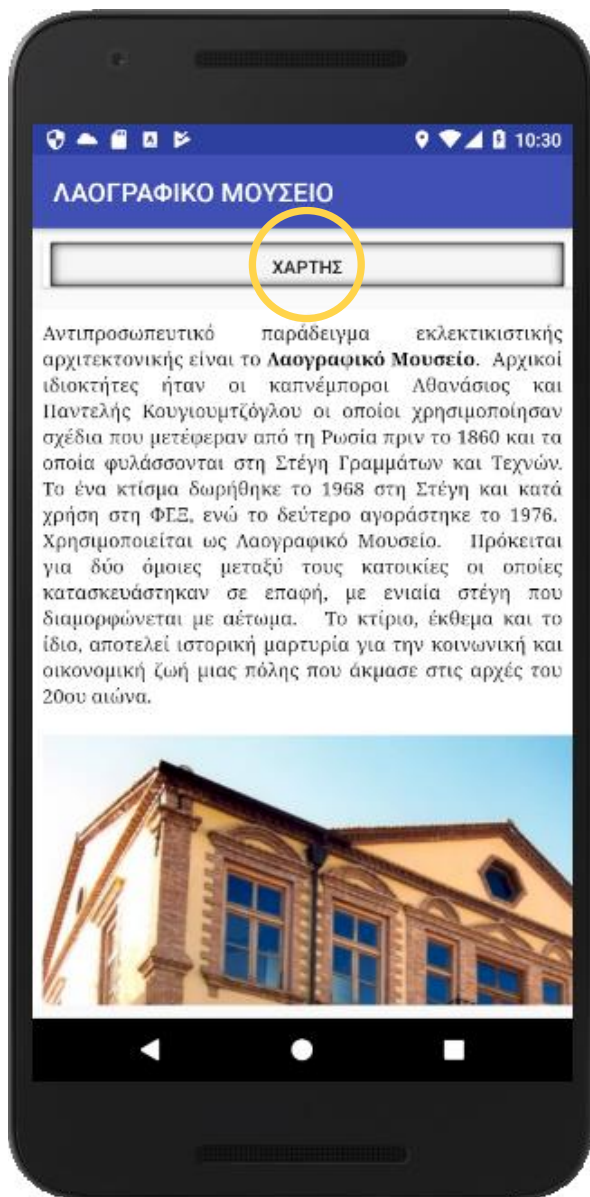 10:30
ΛΑΟΓΡΑΦΙΚΟ ΜΟΥΣΕΙΟ
ΧΑΡΤΗΣ
Αντιπροσωπευτικό παράδειγμα εκλεκτικιστικής
αρχιτεκτονικής είναι το Λαογραφικό Μουσείο. Αρχικοί
ιδιοκτήτες ήταν οι καπνέμποροι Αθανάσιος και
Παντελής Κουγιουμτζόγλου οι οποίοι χρησιμοποίησαν
σχέδια που μετέφεραν από τη Ρωσία πριν το 1860 και τα
οποία φυλάσσονται στη Στέγη Γραμμάτων και Τεχνών.
Το ένα κτίσμα δωρήθηκε το 1968 στη Στέγη και κατά
χρήση στη ΦΕΞ, ενώ το δεύτερο αγοράστηκε το 1976.
Χρησιμοποιείται ως Λαογραφικό Μουσείο. Πρόκειται
για δύο όμοιες μεταξύ τους κατοικίες οι οποίες
κατασκευάστηκαν σε επαφή, με ενιαία στέγη που
διαμορφώνεται με αέτωμα. Το κτίριο, έκθεμα και το
ίδιο, αποτελεί ιστορική μαρτυρία για την κοινωνική και
οικονομική ζωή μιας πόλης που άκμασε στις αρχές του
20ου αιώνα.